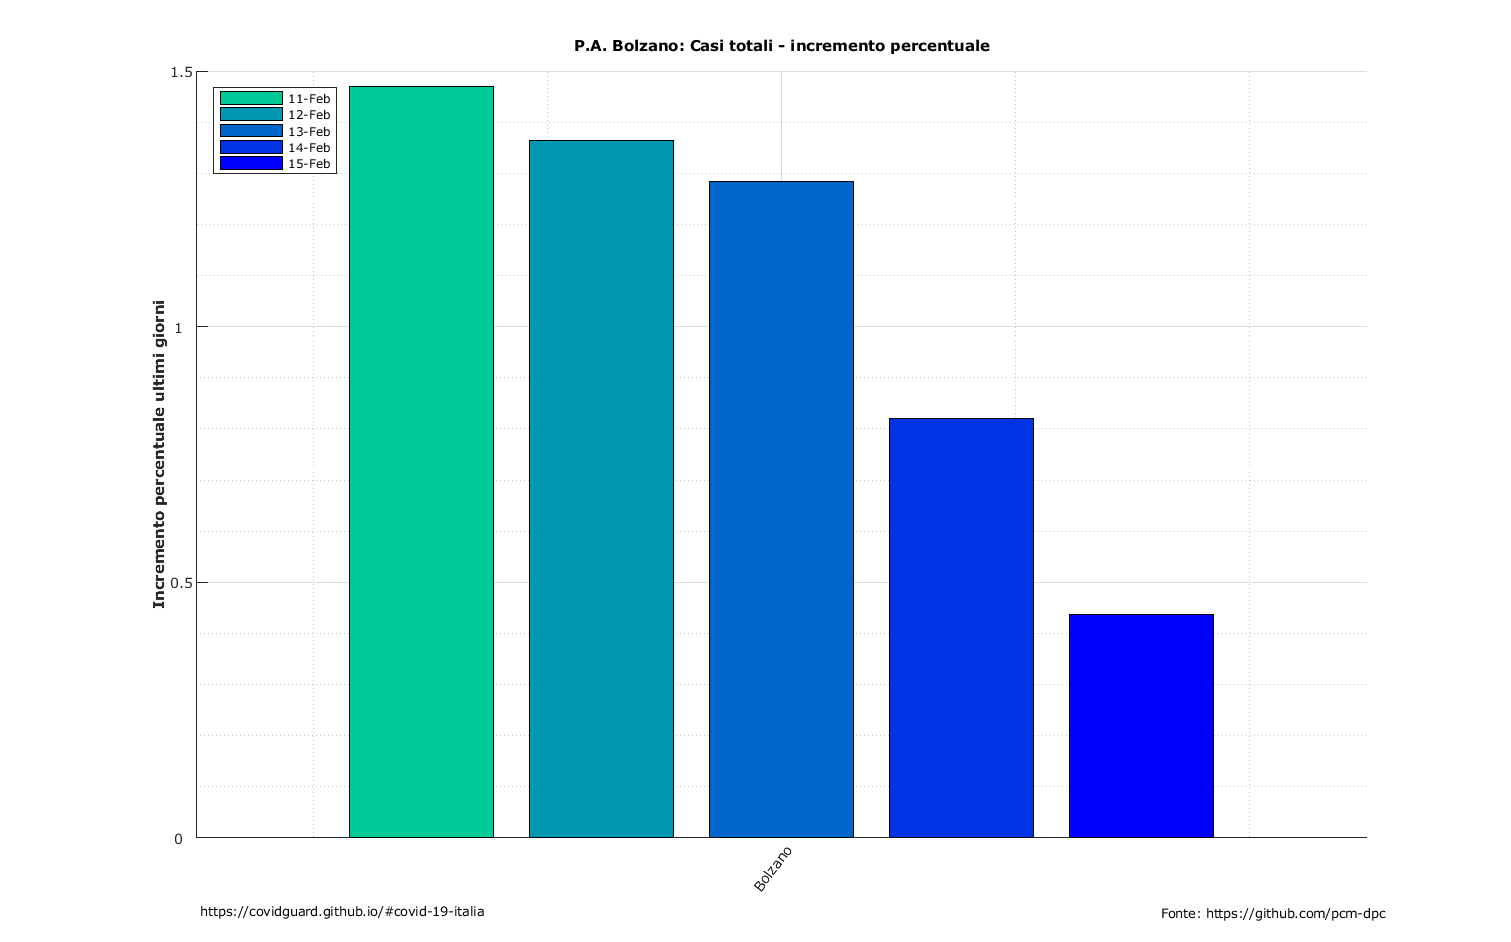 P.A. Bolzano: Casi totali - incremento percentuale
Incremento percentuale ultimi giorni
1.5
1
0.5
0
11-Feb
12-Feb
13-Feb
14-Feb
15-Feb
Bolzano
https://covidguard.github.io/#covid-19-italia
Fonte: https://github.com/pcm-dpc